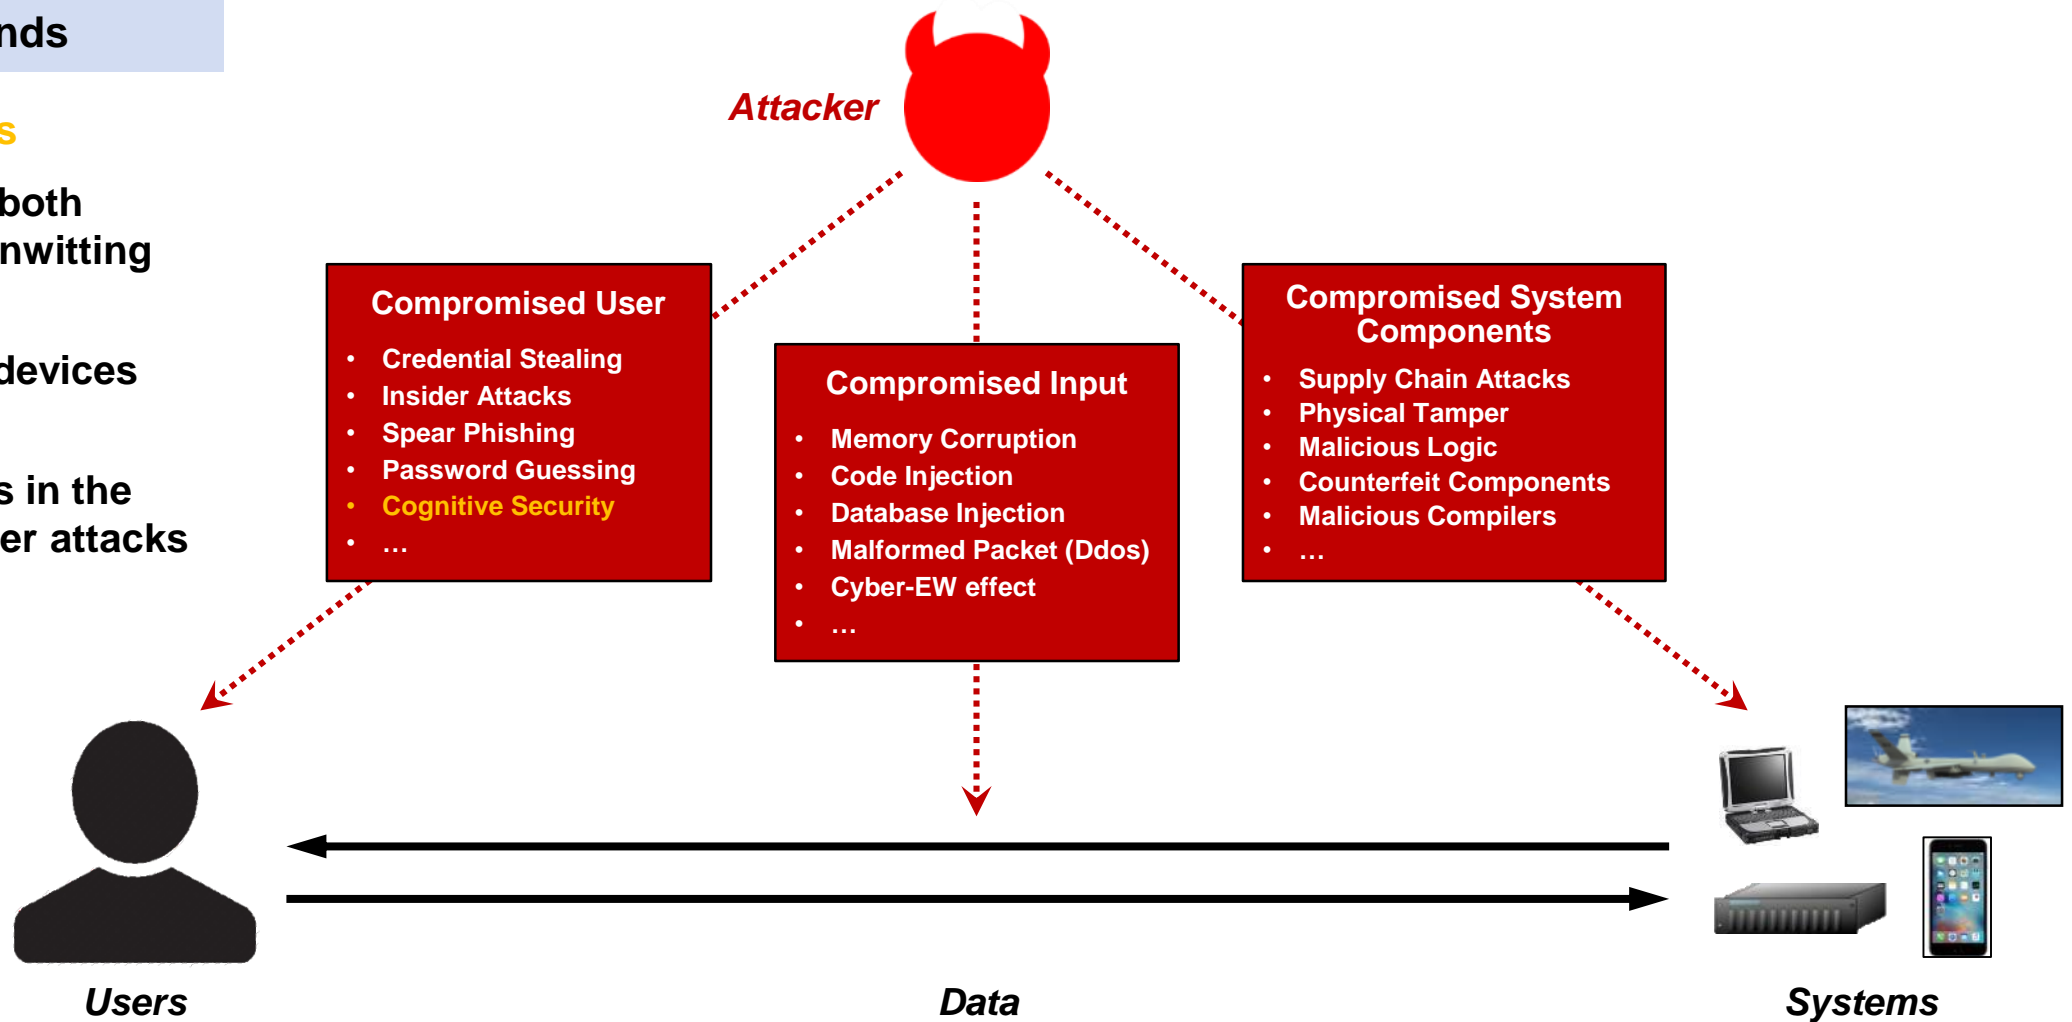 nds
s
both
nwitting
devices
s in the
er attacks
Attacker
Compromised User
• Credential Stealing
• Insider Attacks
• Spear Phishing
• Password Guessing
• Cognitive Security
• …
Compromised Input
• Memory Corruption
• Code Injection
• Database Injection
• Malformed Packet (Ddos)
• Cyber-EW effect
• …
Compromised System
Components
• Supply Chain Attacks
• Physical Tamper
• Malicious Logic
• Counterfeit Components
• Malicious Compilers
• …
Users
Data
Systems